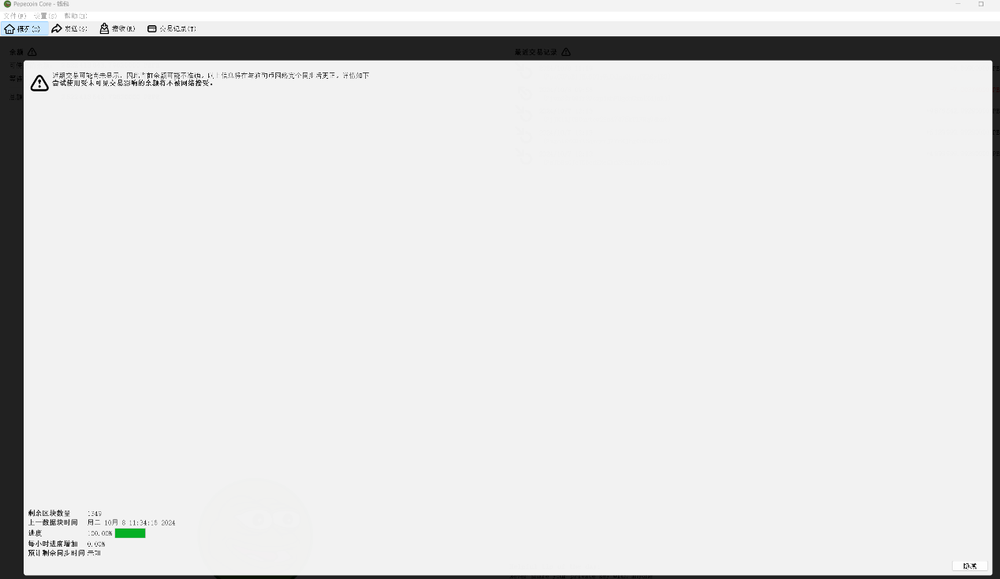 Pepecoin Core - 钱包
文件(F) 设置(S) 帮助(H)
概况(O) 发送(S) 接收(R) 交易记录(T)
余额
最近交易记录
近期交易可能尚未显示，因此当前余额可能不准确。以上信息将在与狗狗币网络完全同步后更正。详情如下
尝试使用受未可见交易影响的余额将不被网络接受。
剩余区块数量 1349
上一数据块时间 周二 10月 8 11:34:16 2024
进度 100.00%
每小时进度增加 0.00%
预计剩余同步时间 未知
隐藏